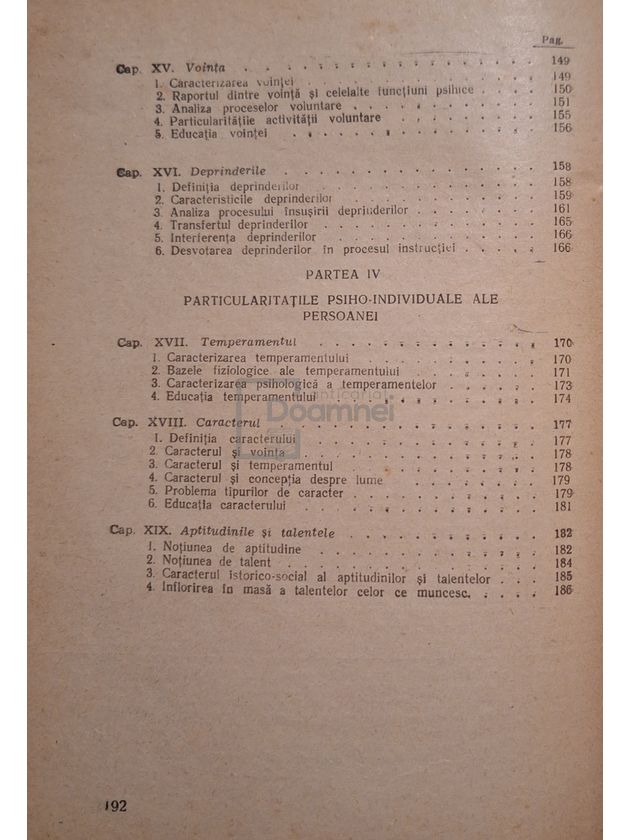 Pag.
Cap. XV. Voința . . . . . . . . . . . . . . . 149
1. Caracterizarea voinței . . . . . . . . . . . 149
2. Raportul dintre voință și celelalte funcțiuni psihice . . . . 150
3. Analiza proceselor voluntare . . . . . . . . . 151
4. Particularitățiie activității voluntare . . . . . . . 155
5. Educația voinței . . . . . . . . . . . . 156
Cap. XVI. Deprinderile . . . . . . . . . . . . . 158
1. Definiția deprinderilor . . . . . . . . . . . 158
2. Caracteristicile deprinderilor . . . . . . . . . 159
3. Analiza procesului însușirii deprinderilor . . . . . . 161
4. Transfertul deprinderilor . . . . . . . . . . 165
5. Interferența deprinderilor . . . . . . . . . . 166
6. Desvotarea deprinderilor în procesul instrucției . . . . 166
PARTEA IV
PARTICULARITAȚILE PSIHO-INDIVIDUALE ALE
PERSOANEI
Cap. XVII. Temperamentul . . . . . . . . . . . 170
1. Caracterizarea temperamentului . . . . . . . . 170
2. Bazele fiziologice ale temperamentului . . . . . . 171
3. Caracterizarea psihologică a temperamentelor . . . . . 173
4. Educația temperamentului . . . . . . . . . . 174
anticariat
Doamnei
Cap. XVIII. Caracterul . . . . . . . . . . . . . 177
1. Definiția caracterului . . . . . . . . . . . 177
2. Caracterul și voința . . . . . . . . . . . 178
3. Caracterul și temperamentul . . . . . . . . . 178
4. Caracterul și concepția despre lume . . . . . . . 179
5. Problema tipurilor de caracter . . . . . . . . . 179
6. Educația caracterului . . . . . . . . . . . 181
Cap. XIX. Aptitudinile și talentele . . . . . . . . . 182
1. Noțiunea de aptitudine . . . . . . . . . . . 182
2. Noțiunea de talent . . . . . . . . . . . . 184
3. Caracterul istorico-social al aptitudinilor și talentelor . . . 185
4. Inflorirea în masă a talentelor celor ce muncesc. . . . . 186
192